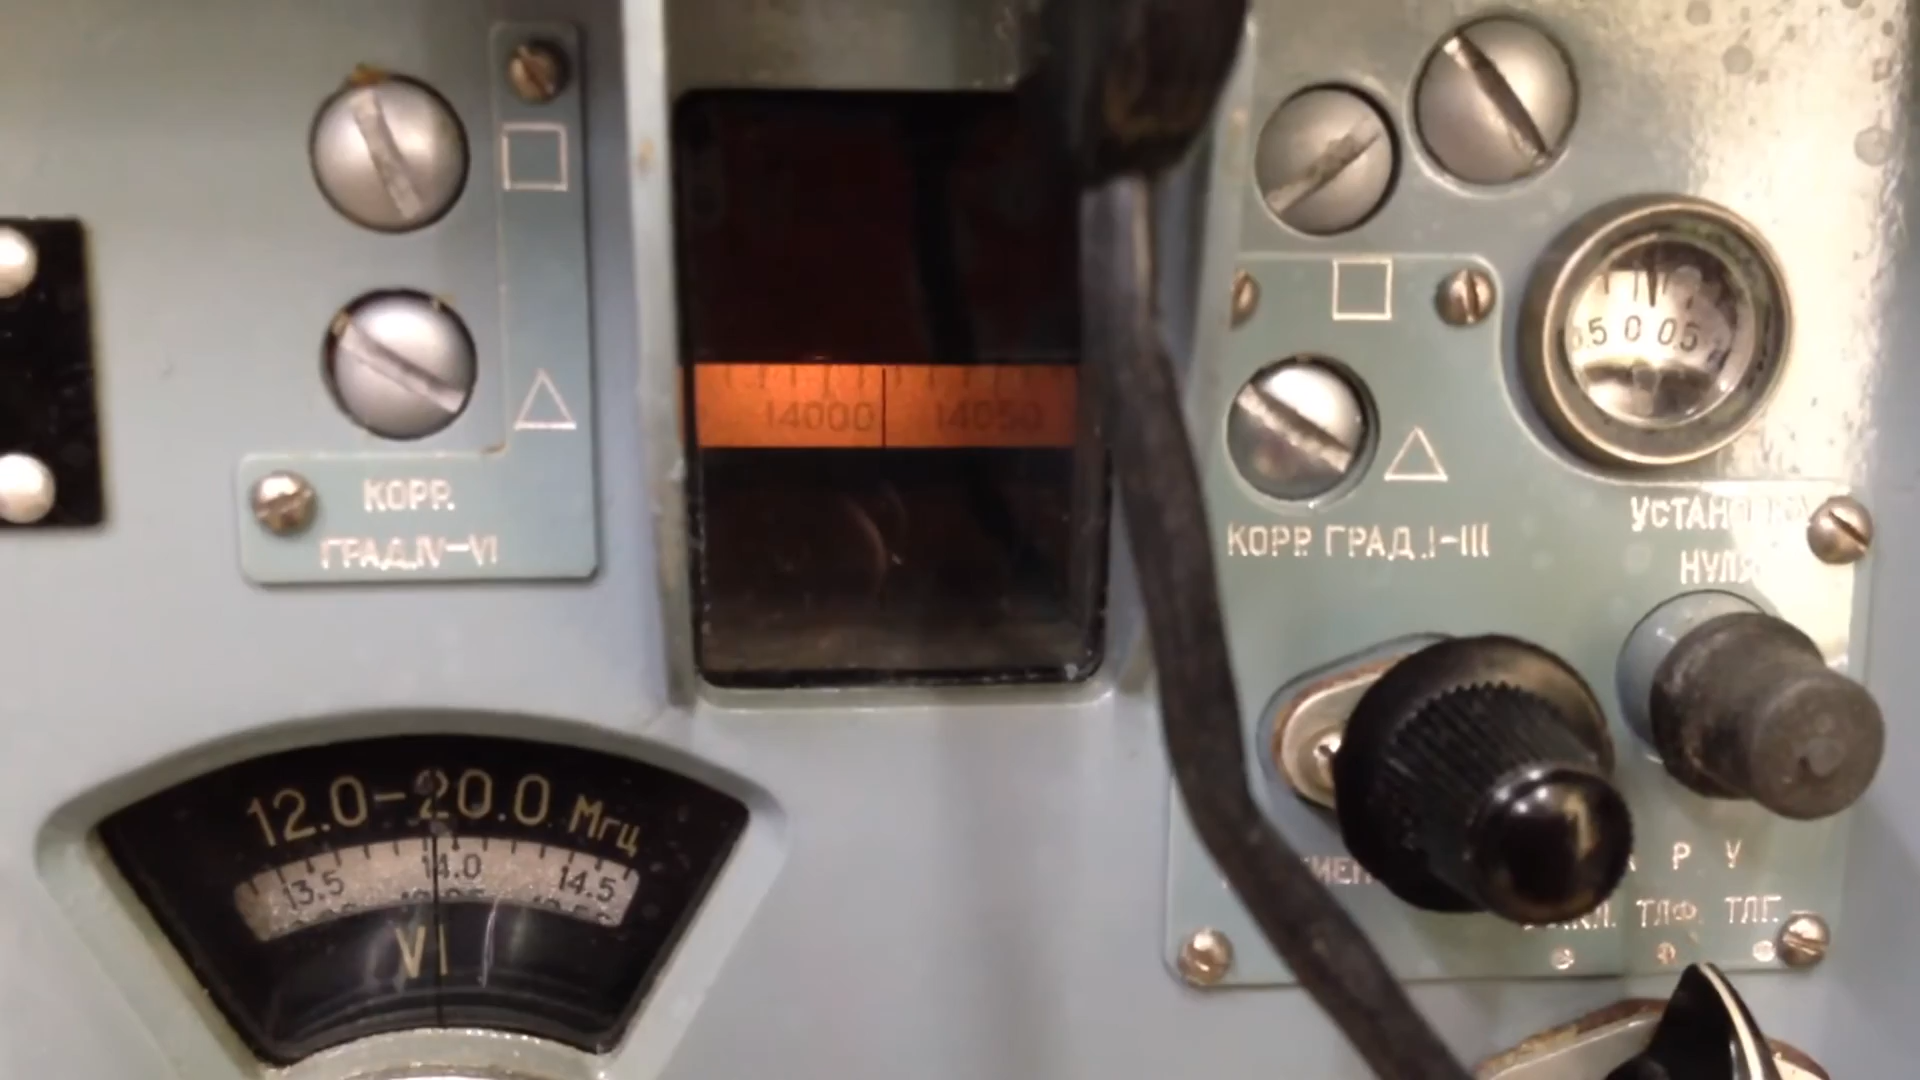 КОРР.
ГРАД.IV-VI
14000 14050
5 0 05
КОРР. ГРАД.I-III
УСТАНОВКА
НУЛЯ
12.0-20.0 Мгц
13.5 14.0 14.5
VI
Р У
ТЛФ. ТЛГ.